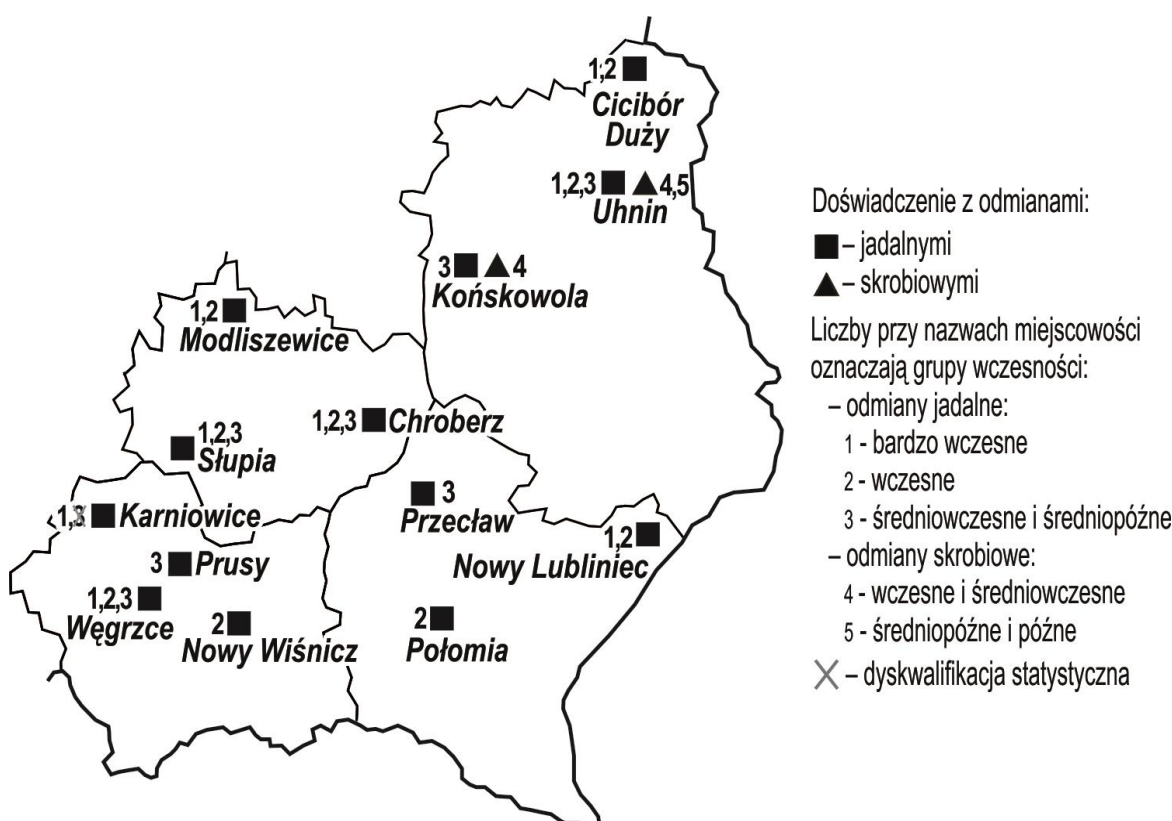 1,2
Cicibór
Duży
1,2,3 4,5
Uhnin
3 4
Końskowola
1,2
Modliszewice
1,2,3 Chroberz
1,2,3
Słupia
1,3 Karniowice
3
Przecław
3 Prusy
1,2
Nowy Lubliniec
1,2,3
Węgrzce
2
Nowy Wiśnicz
2
Połomia
Doświadczenie z odmianami:
– jadalnymi
– skrobiowymi
Liczby przy nazwach miejscowości
oznaczają grupy wczesności:
– odmiany jadalne:
1 - bardzo wczesne
2 - wczesne
3 - średniowczesne i średniopóźne
– odmiany skrobiowe:
4 - wczesne i średniowczesne
5 - średniopóźne i późne
– dyskwalifikacja statystyczna